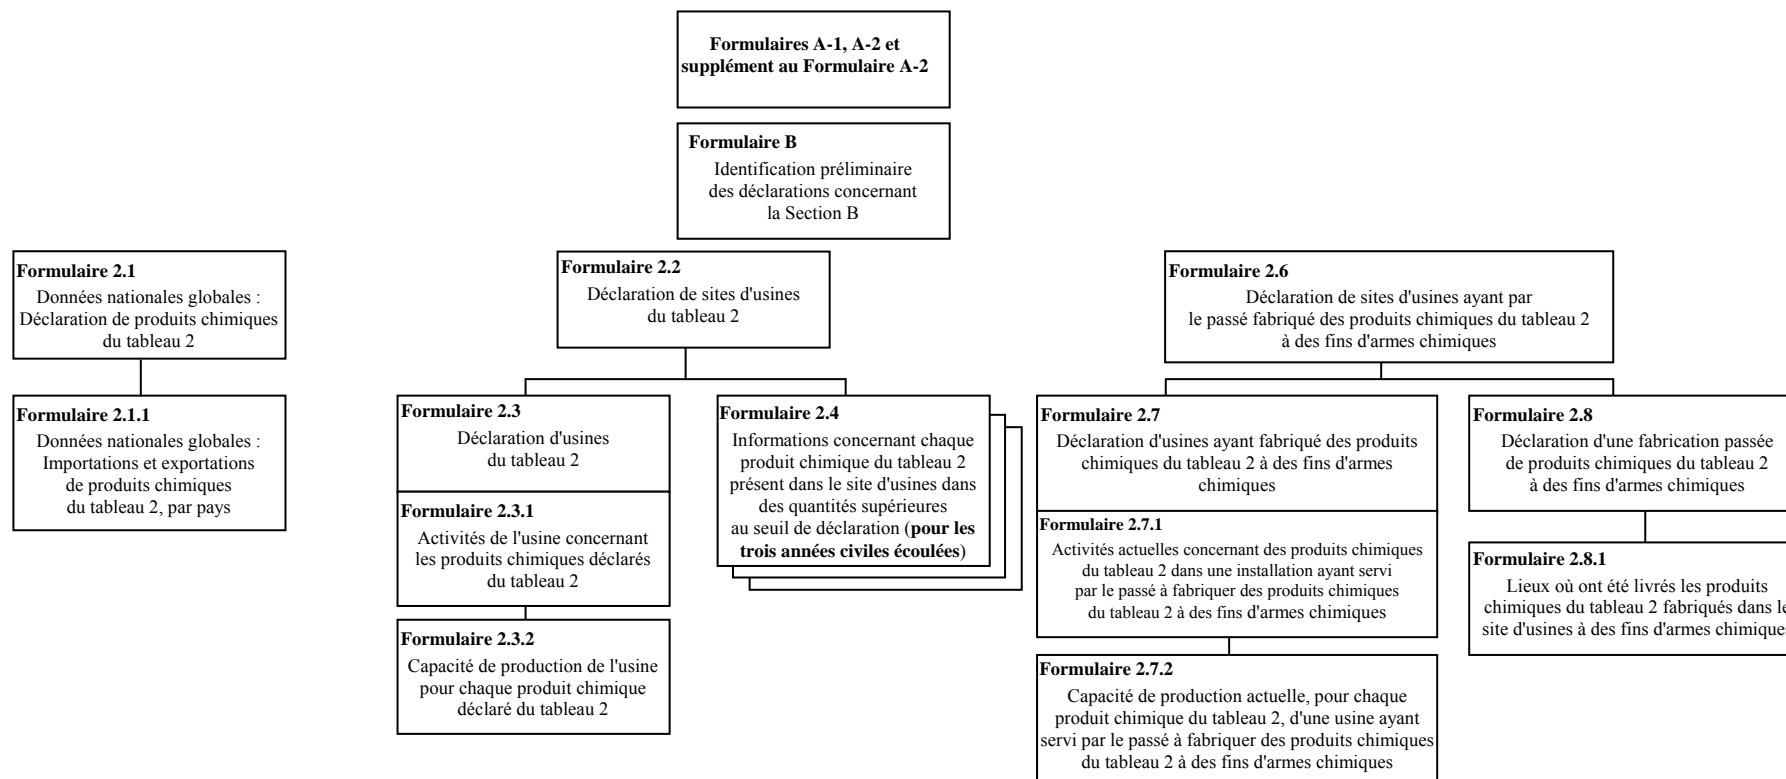 Formulaires A-1, A-2 et
supplément au Formulaire A-2
Formulaire B
Identification préliminaire
des déclarations concernant
la Section B
Formulaire 2.1
Données nationales globales :
Déclaration de produits chimiques
du tableau 2
Formulaire 2.1.1
Données nationales globales :
Importations et exportations
de produits chimiques
du tableau 2, par pays
Formulaire 2.2
Déclaration de sites d'usines
du tableau 2
Formulaire 2.3
Déclaration d'usines
du tableau 2
Formulaire 2.3.1
Activités de l'usine concernant
les produits chimiques déclarés
du tableau 2
Formulaire 2.3.2
Capacité de production de l'usine
pour chaque produit chimique
déclaré du tableau 2
Formulaire 2.4
Informations concernant chaque
produit chimique du tableau 2
présent dans le site d'usines dans
des quantités supérieures
au seuil de déclaration (pour les
trois années civiles écoulées)
Formulaire 2.6
Déclaration de sites d'usines ayant par
le passé fabriqué des produits chimiques du tableau 2
à des fins d'armes chimiques
Formulaire 2.7
Déclaration d'usines ayant fabriqué des produits
chimiques du tableau 2 à des fins d'armes
chimiques
Formulaire 2.7.1
Activités actuelles concernant des produits chimiques
du tableau 2 dans une installation ayant servi
par le passé à fabriquer des produits chimiques
du tableau 2 à des fins d'armes chimiques
Formulaire 2.7.2
Capacité de production actuelle, pour chaque
produit chimique du tableau 2, d'une usine ayant
servi par le passé à fabriquer des produits chimiques
du tableau 2 à des fins d'armes chimiques
Formulaire 2.8
Déclaration d'une fabrication passée
de produits chimiques du tableau 2
à des fins d'armes chimiques
Formulaire 2.8.1
Lieux où ont été livrés les produits
chimiques du tableau 2 fabriqués dans le
site d'usines à des fins d'armes chimiques